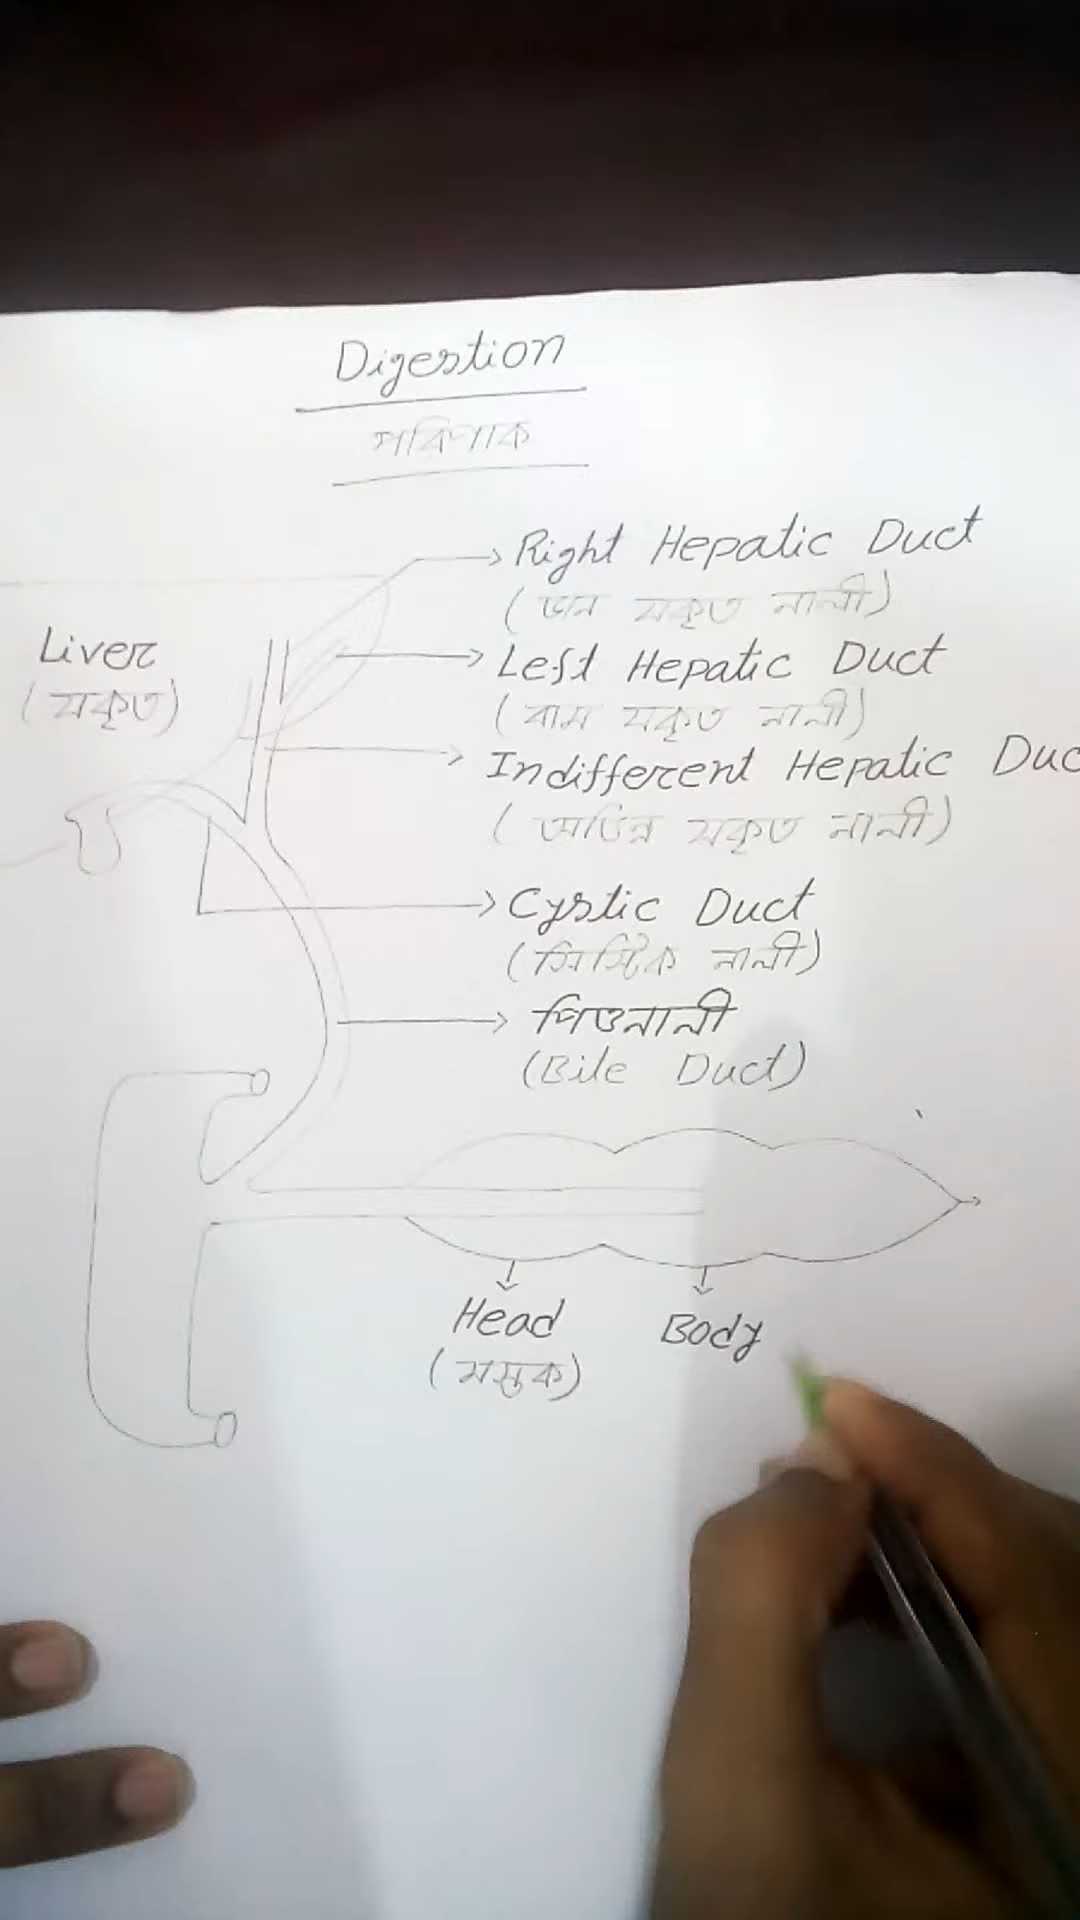 Digestion
পরিপাক
Right Hepatic Duct
(ডান যকৃত নালী)
Liver
(যকৃত)
Left Hepatic Duct
(বাম যকৃত নালী)
Indifferent Hepatic Duc
(অভিন্ন যকৃত নালী)
Cystic Duct
(সিস্টিক নালী)
পিত্তনালী
(Bile Duct)
Head
(মস্তক)
Body